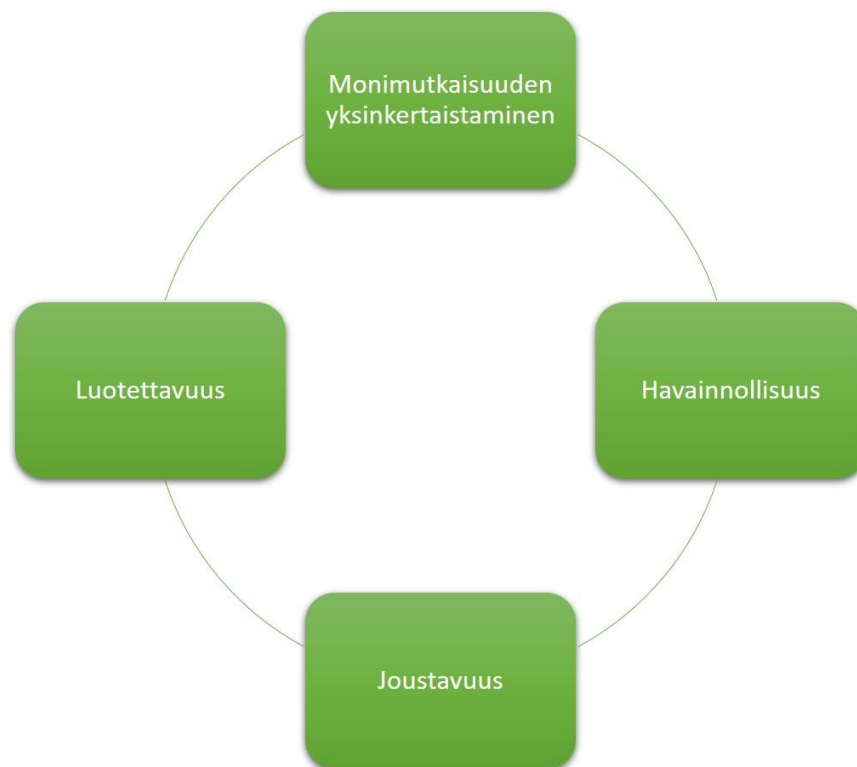 Monimutkaisuuden
yksinkertaistaminen
Luotettavuus
Havainnollisuus
Joustavuus